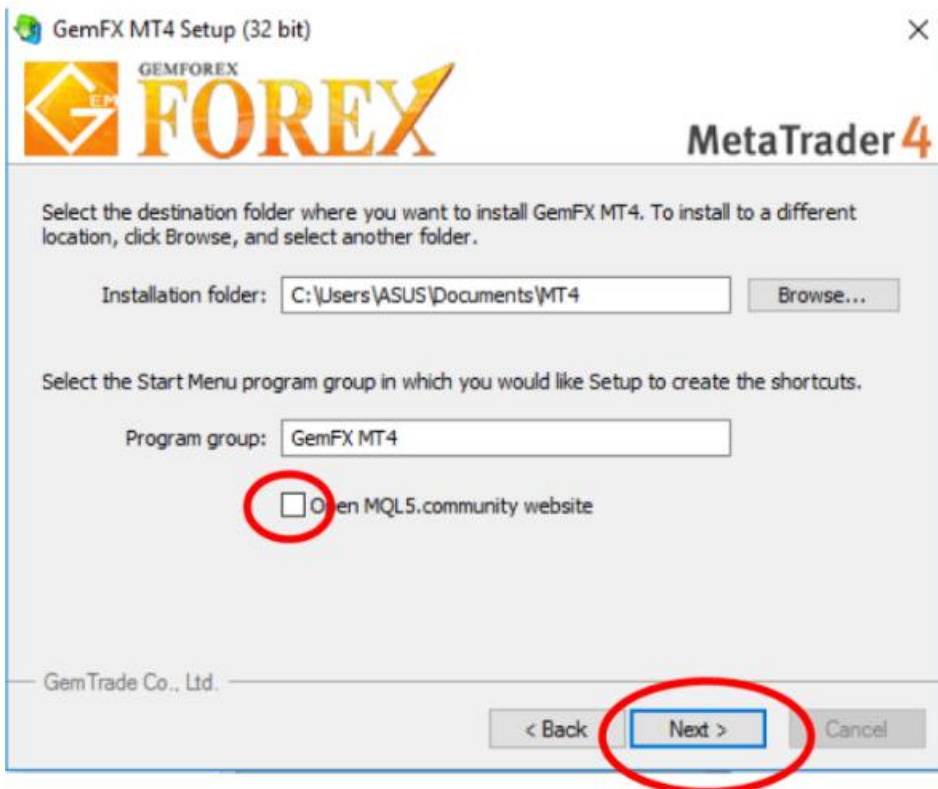 GemFX MT4 Setup (32 bit)
GEM
GEMFOREX
FOREX
MetaTrader 4
Select the destination folder where you want to install GemFX MT4. To install to a different
location, click Browse, and select another folder.
Installation folder: C:\Users\ASUS\Documents\MT4 Browse...
Select the Start Menu program group in which you would like Setup to create the shortcuts.
Program group: GemFX MT4
Open MQL5.community website
GemTrade Co., Ltd.
< Back Next > Cancel